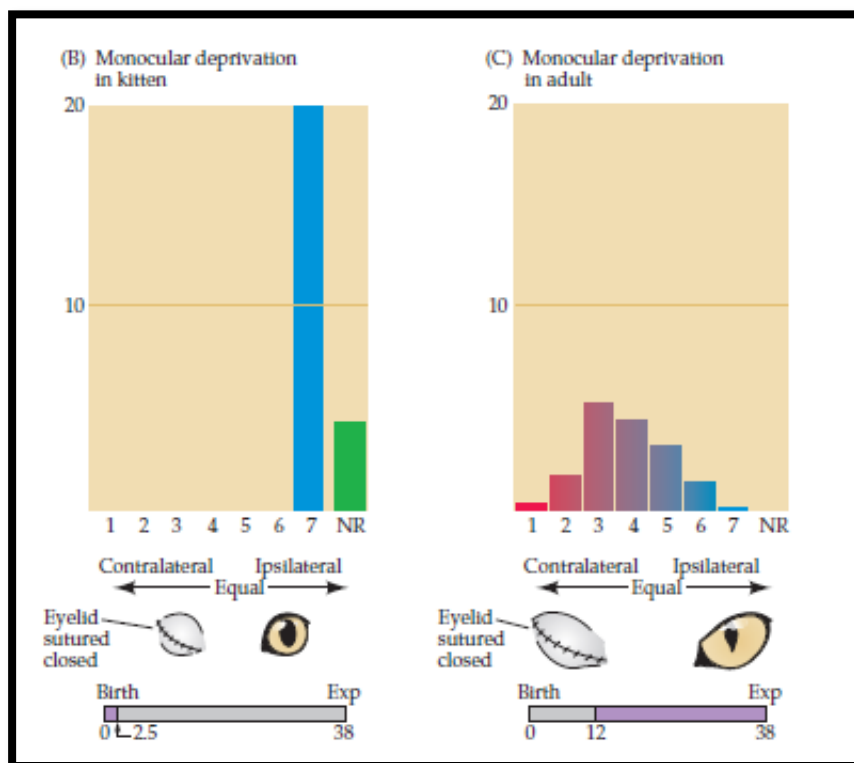 (B) Monocular deprivation
in kitten
20
10
1 2 3 4 5 6 7 NR
Contralateral Ipsilateral
Equal
Eyelid
sutured
closed
Birth Exp
0 2.5 38
(C) Monocular deprivation
in adult
20
10
1 2 3 4 5 6 7 NR
Contralateral Ipsilateral
Equal
Eyelid
sutured
closed
Birth Exp
0 12 38